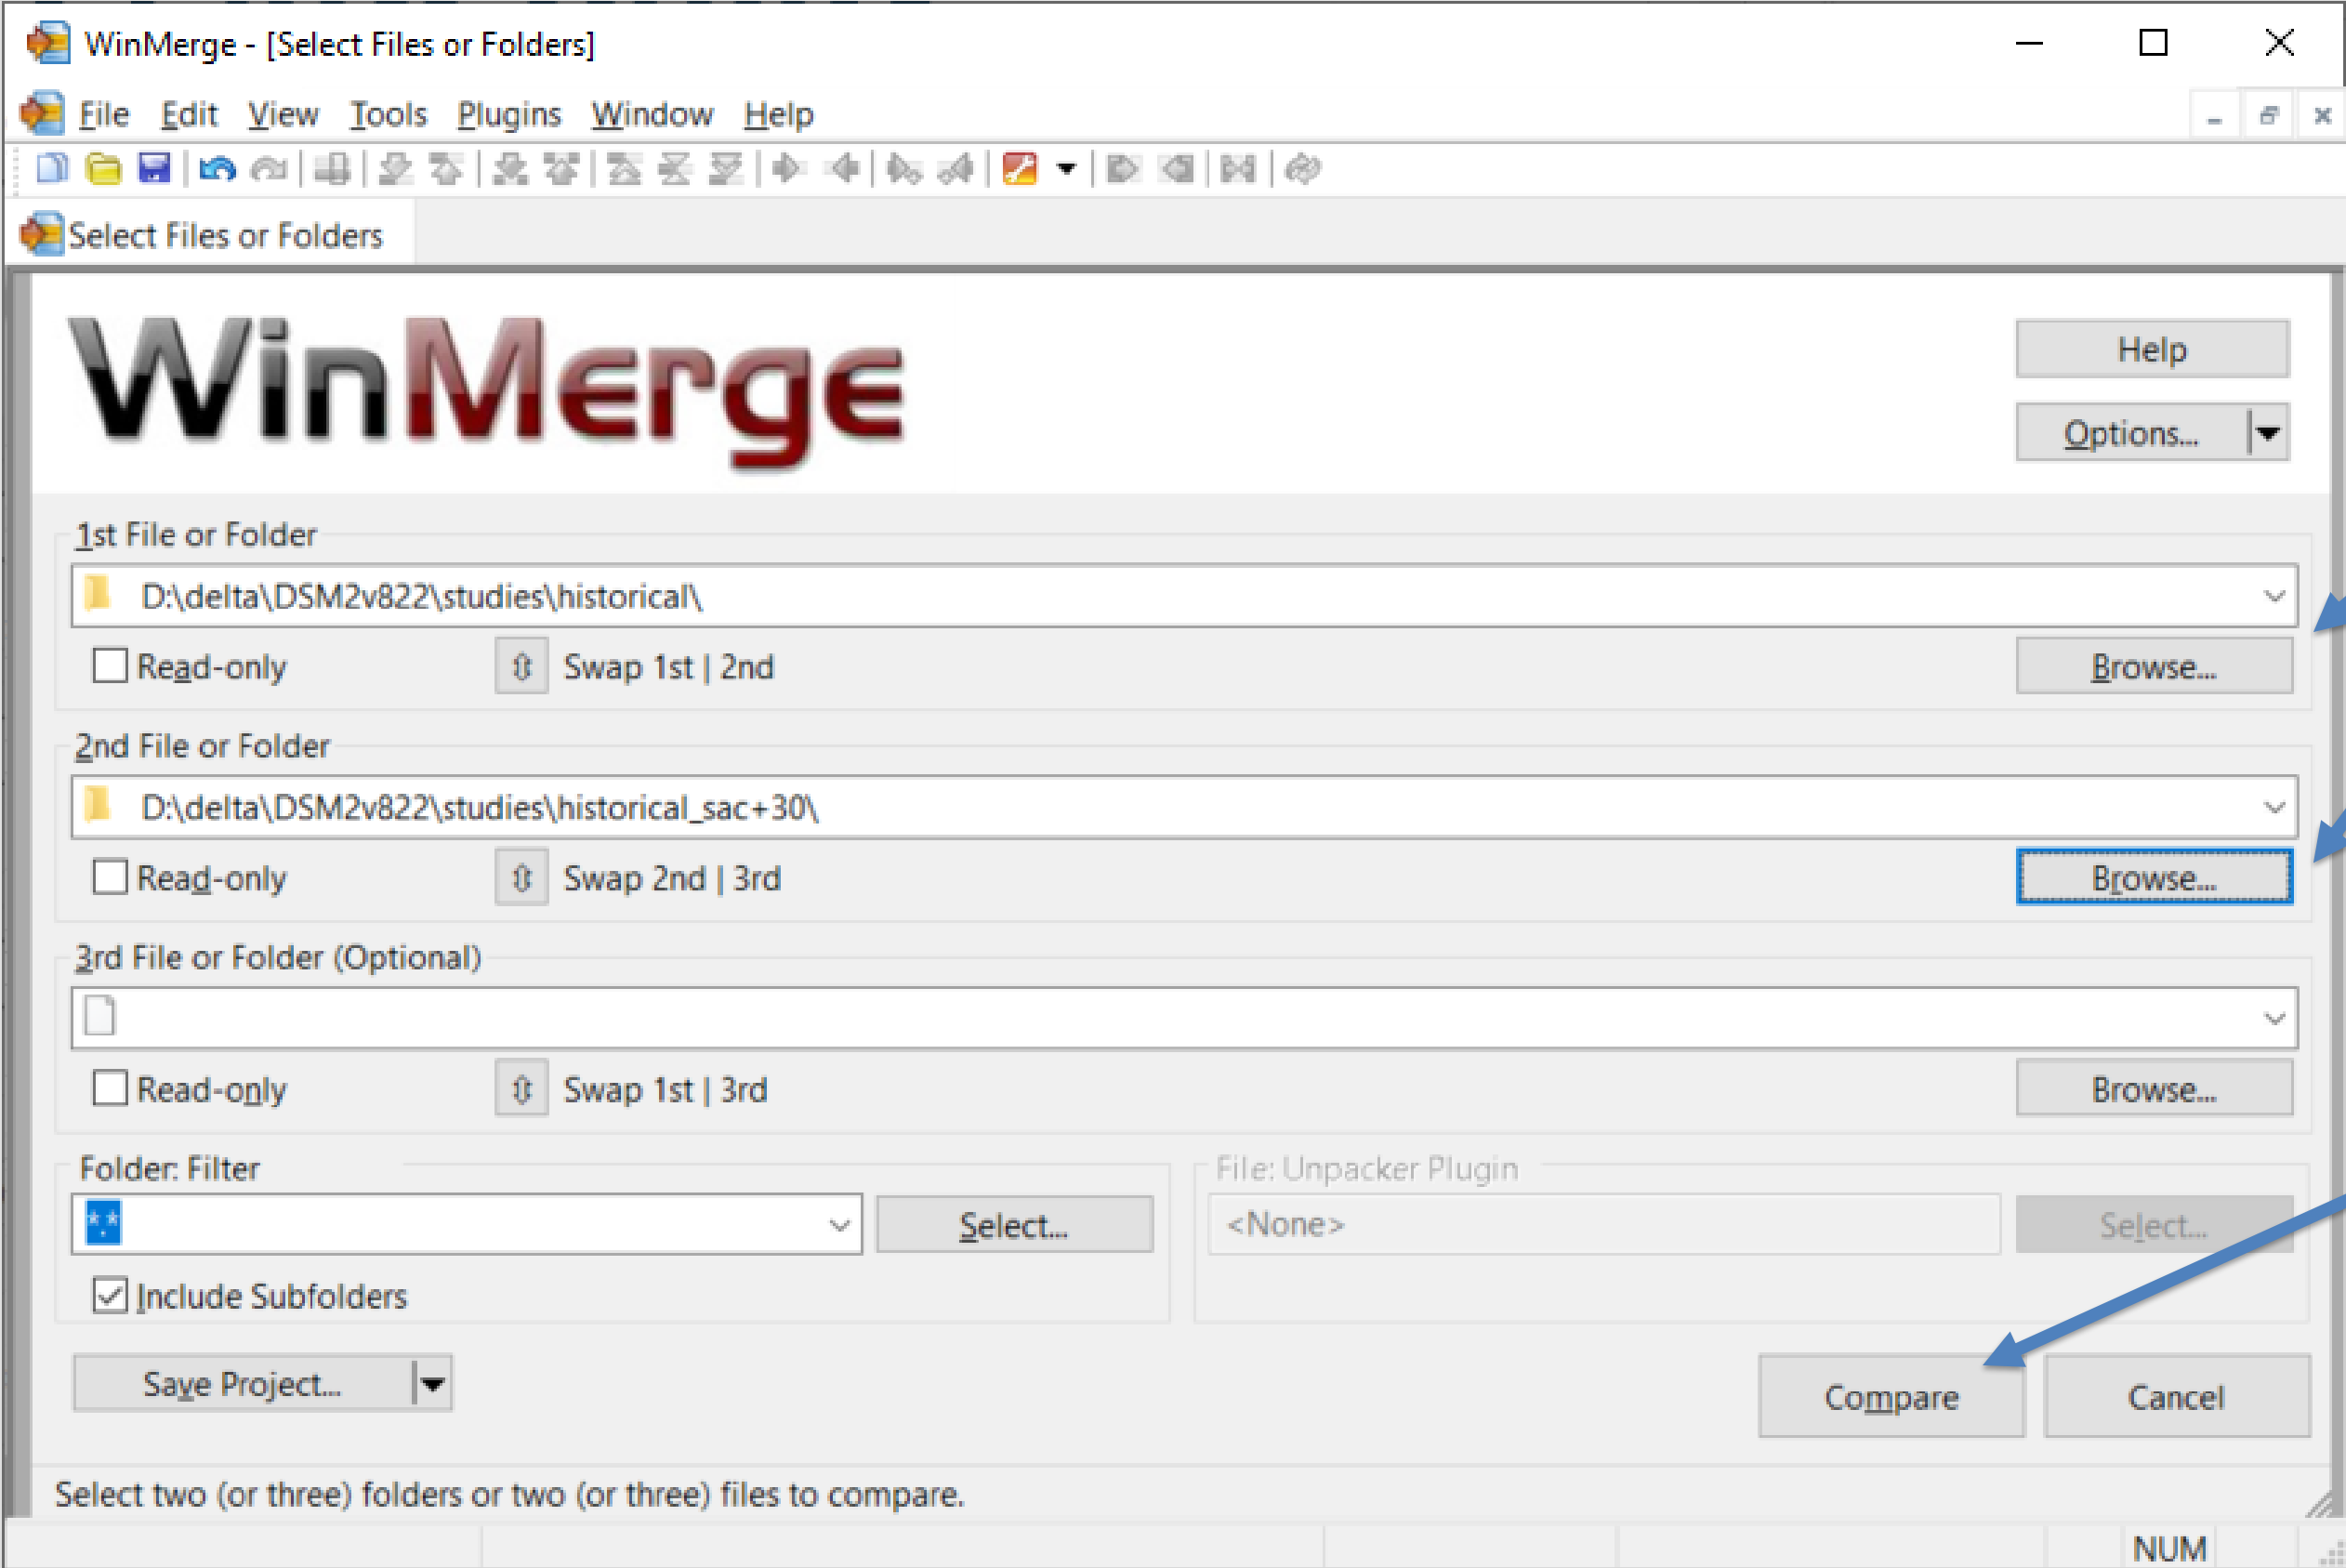 WinMerge - [Select Files or Folders]
File Edit View Tools Plugins Window Help
Select Files or Folders
WinMerge
Help
Options...
1st File or Folder
D:\delta\DSM2v822\studies\historical\
Read-only Swap 1st | 2nd Browse...
2nd File or Folder
D:\delta\DSM2v822\studies\historical_sac+30\
Read-only Swap 2nd | 3rd Browse...
3rd File or Folder (Optional)
Read-only Swap 1st | 3rd Browse...
Folder: Filter File: Unpacker Plugin
*.* Select... <None> Select...
Include Subfolders
Save Project... Compare Cancel
Select two (or three) folders or two (or three) files to compare.
NUM